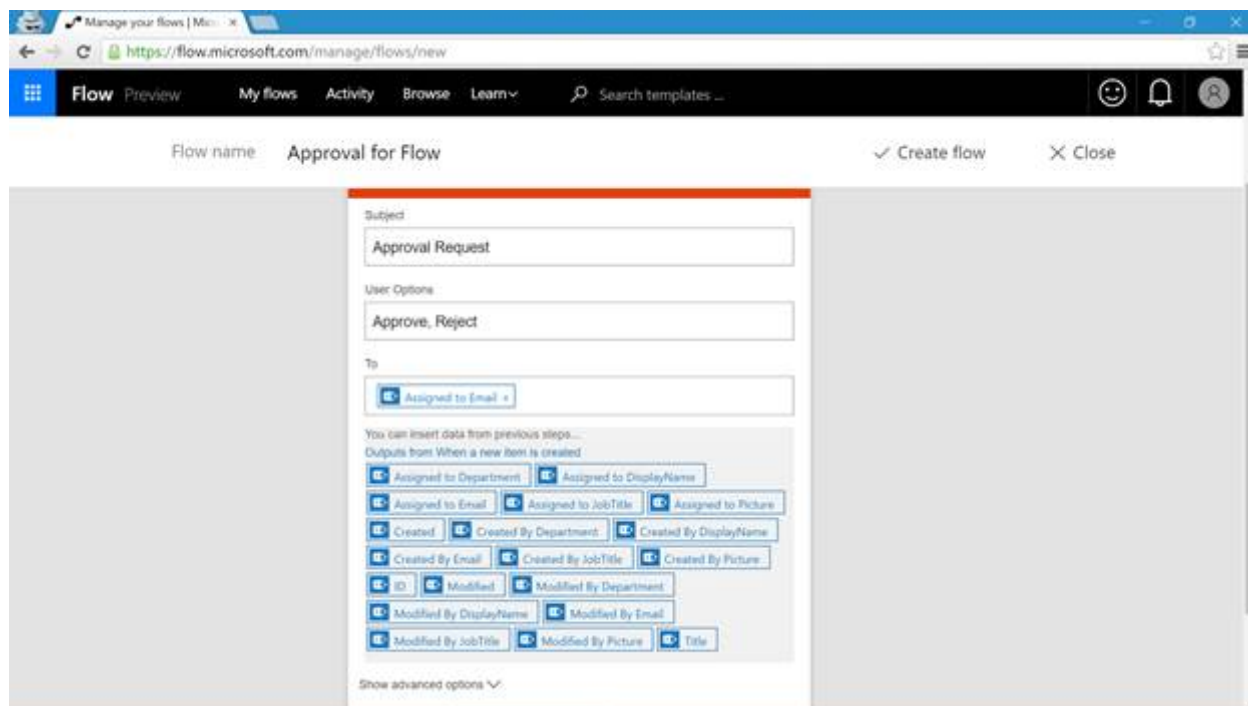 Manage your flows | Mic
https://flow.microsoft.com/manage/flows/new
Flow Preview My flows Activity Browse Learn Search templates ...
Flow name Approval for Flow Create flow Close
Subject
Approval Request
User Options
Approve, Reject
To
Assigned to Email ×
You can insert data from previous steps...
Outputs from When a new item is created
Assigned to Department Assigned to DisplayName
Assigned to Email Assigned to JobTitle Assigned to Picture
Created Created By Department Created By DisplayName
Created By Email Created By JobTitle Created By Picture
ID Modified Modified By Department
Modified By DisplayName Modified By Email
Modified By JobTitle Modified By Picture Title
Show advanced options